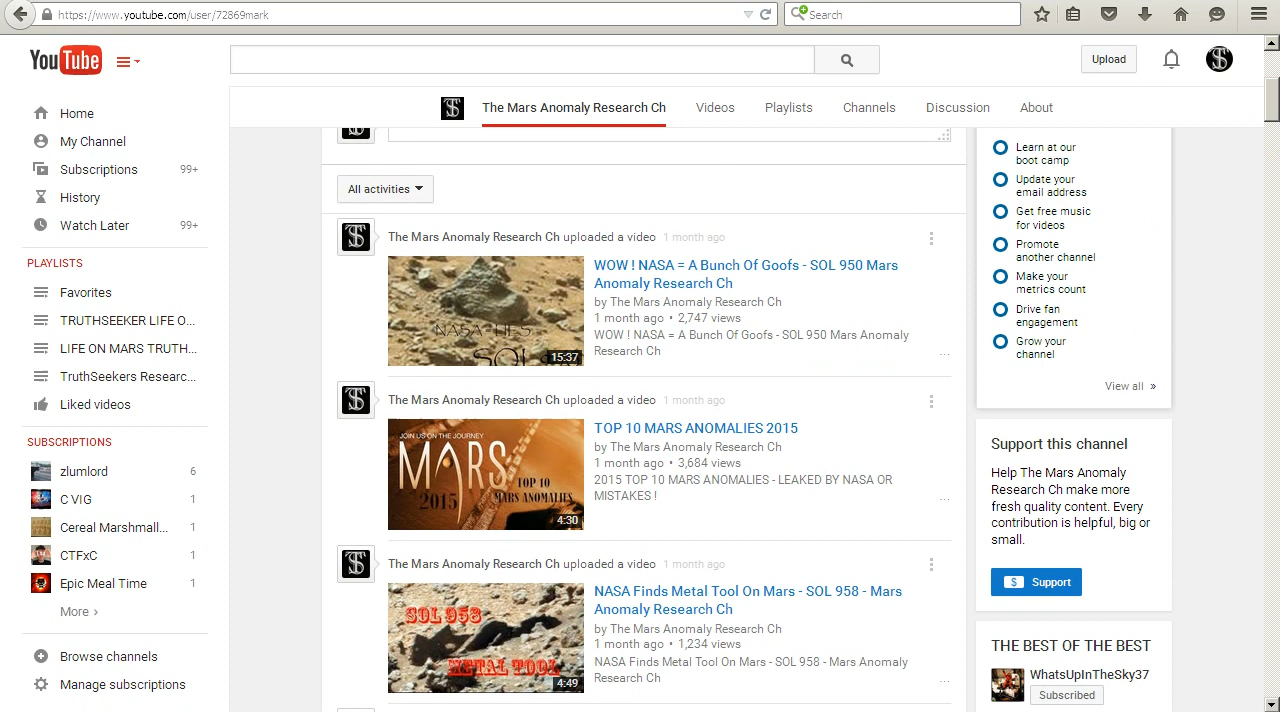 https://www.youtube.com/user/72869mark
Search
YouTube
Upload
The Mars Anomaly Research Ch
Videos
Playlists
Channels
Discussion
About
Home
My Channel
Subscriptions 99+
History
Watch Later 99+
PLAYLISTS
Favorites
TRUTHSEEKER LIFE O...
LIFE ON MARS TRUTH...
TruthSeekers Researc...
Liked videos
SUBSCRIPTIONS
zlumlord 6
C VIG 1
Cereal Marshmall... 1
CTFxC 1
Epic Meal Time 1
More ›
Browse channels
Manage subscriptions
All activities
The Mars Anomaly Research Ch uploaded a video 1 month ago
NASA=LIES
SOL
15:37
WOW ! NASA = A Bunch Of Goofs - SOL 950 Mars
Anomaly Research Ch
by The Mars Anomaly Research Ch
1 month ago • 2,747 views
WOW ! NASA = A Bunch Of Goofs - SOL 950 Mars Anomaly
Research Ch
...
The Mars Anomaly Research Ch uploaded a video 1 month ago
JOIN US ON THE JOURNEY
MARS
2015
TOP 10
MARS ANOMALIES
4:30
TOP 10 MARS ANOMALIES 2015
by The Mars Anomaly Research Ch
1 month ago • 3,684 views
2015 TOP 10 MARS ANOMALIES - LEAKED BY NASA OR
MISTAKES !
...
The Mars Anomaly Research Ch uploaded a video 1 month ago
SOL 958
METAL TOOL
4:49
NASA Finds Metal Tool On Mars - SOL 958 - Mars
Anomaly Research Ch
by The Mars Anomaly Research Ch
1 month ago • 1,234 views
NASA Finds Metal Tool On Mars - SOL 958 - Mars Anomaly
Research Ch
...
Learn at our
boot camp
Update your
email address
Get free music
for videos
Promote
another channel
Make your
metrics count
Drive fan
engagement
Grow your
channel
View all »
Support this channel
Help The Mars Anomaly
Research Ch make more
fresh quality content. Every
contribution is helpful, big or
small.
$ Support
THE BEST OF THE BEST
WhatsUpInTheSky37
Subscribed